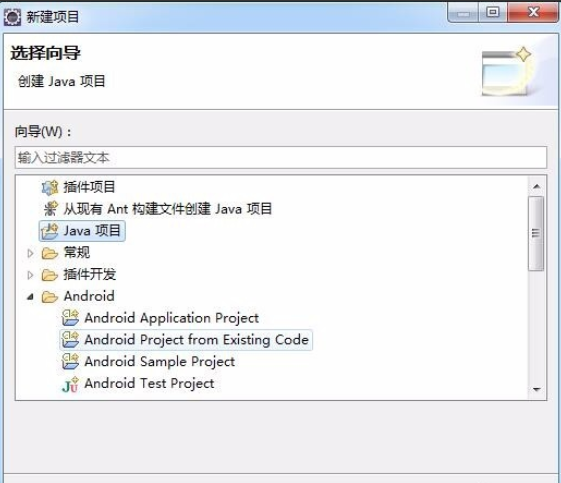 新建项目
选择向导
创建 Java 项目
向导(W)：
输入过滤器文本
插件项目
从现有 Ant 构建文件创建 Java 项目
Java 项目
常规
插件开发
Android
Android Application Project
Android Project from Existing Code
Android Sample Project
Android Test Project